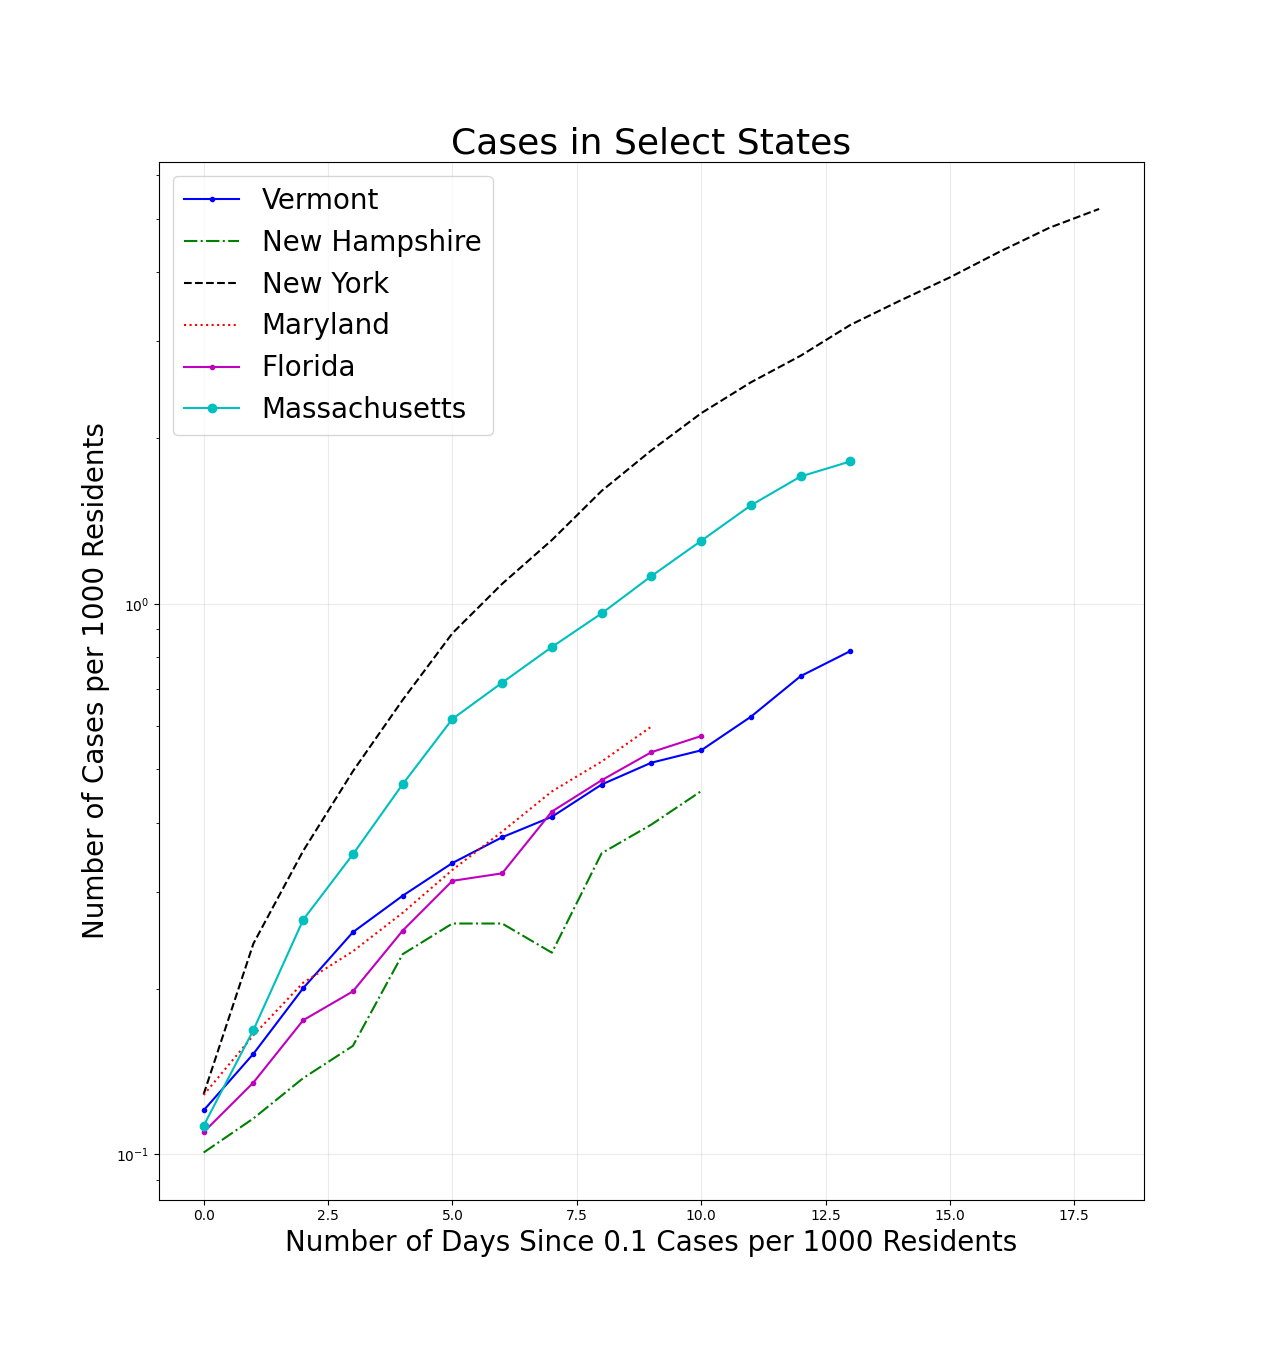 Cases in Select States
Vermont
New Hampshire
New York
Maryland
Florida
Massachusetts
Number of Cases per 1000 Residents
10⁰
10⁻¹
0.0 2.5 5.0 7.5 10.0 12.5 15.0 17.5
Number of Days Since 0.1 Cases per 1000 Residents